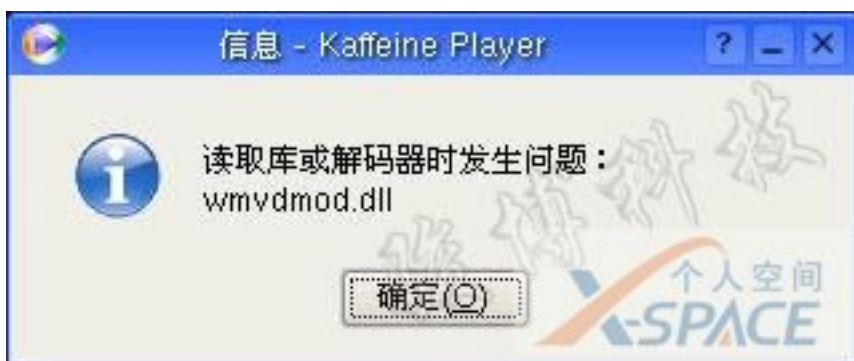 信息 - Kaffeine Player
读取库或解码器时发生问题：
wmvdmod.dll
确定(O)
个人空间
X-SPACE